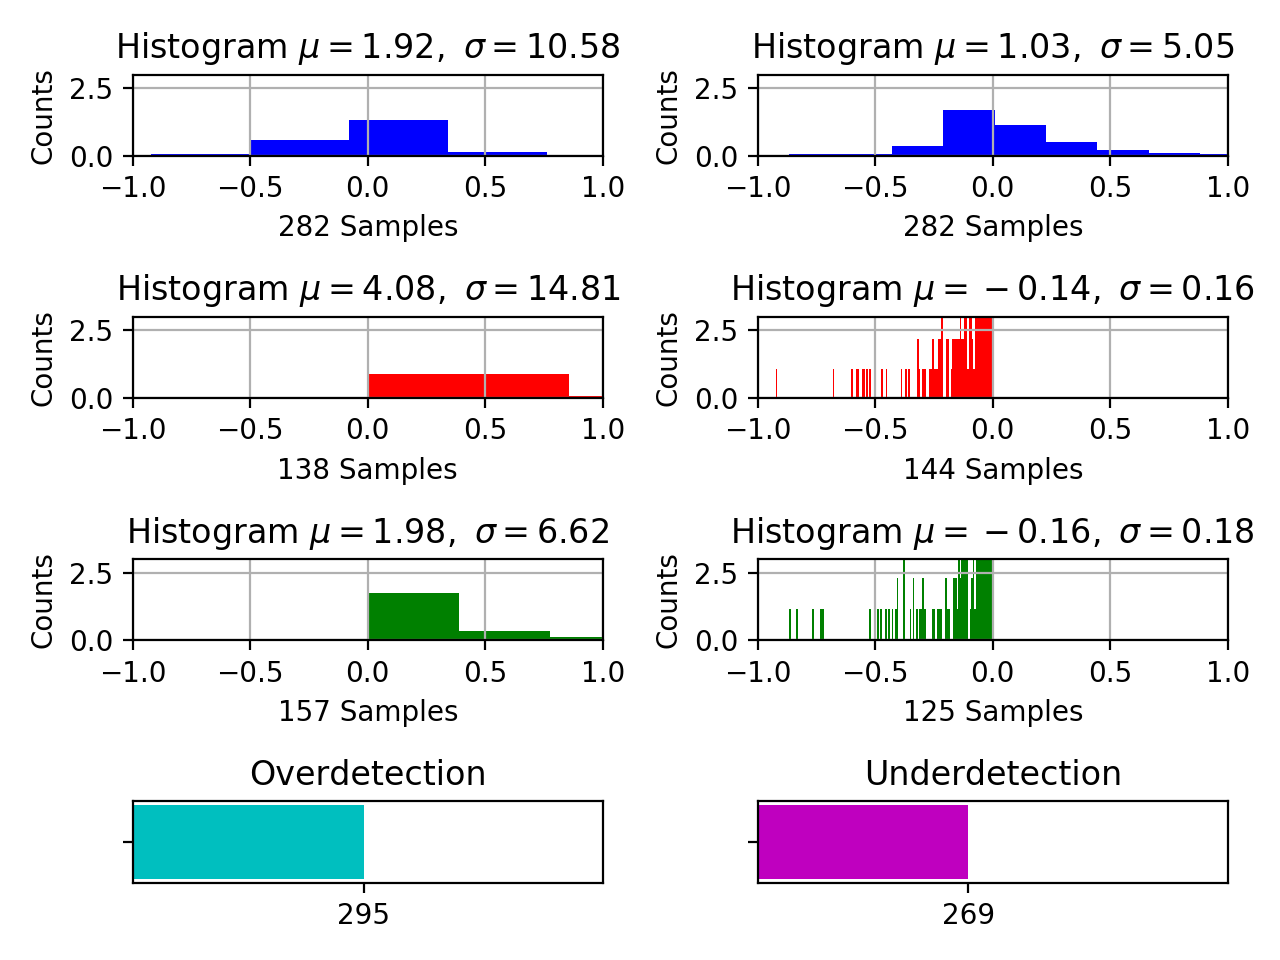 Histogram μ = 1.92, σ = 10.58
Counts
2.5
0.0
−1.0 −0.5 0.0 0.5 1.0
282 Samples
Histogram μ = 1.03, σ = 5.05
Counts
2.5
0.0
−1.0 −0.5 0.0 0.5 1.0
282 Samples
Histogram μ = 4.08, σ = 14.81
Counts
2.5
0.0
−1.0 −0.5 0.0 0.5 1.0
138 Samples
Histogram μ = −0.14, σ = 0.16
Counts
2.5
0.0
−1.0 −0.5 0.0 0.5 1.0
144 Samples
Histogram μ = 1.98, σ = 6.62
Counts
2.5
0.0
−1.0 −0.5 0.0 0.5 1.0
157 Samples
Histogram μ = −0.16, σ = 0.18
Counts
2.5
0.0
−1.0 −0.5 0.0 0.5 1.0
125 Samples
Overdetection
295
Underdetection
269